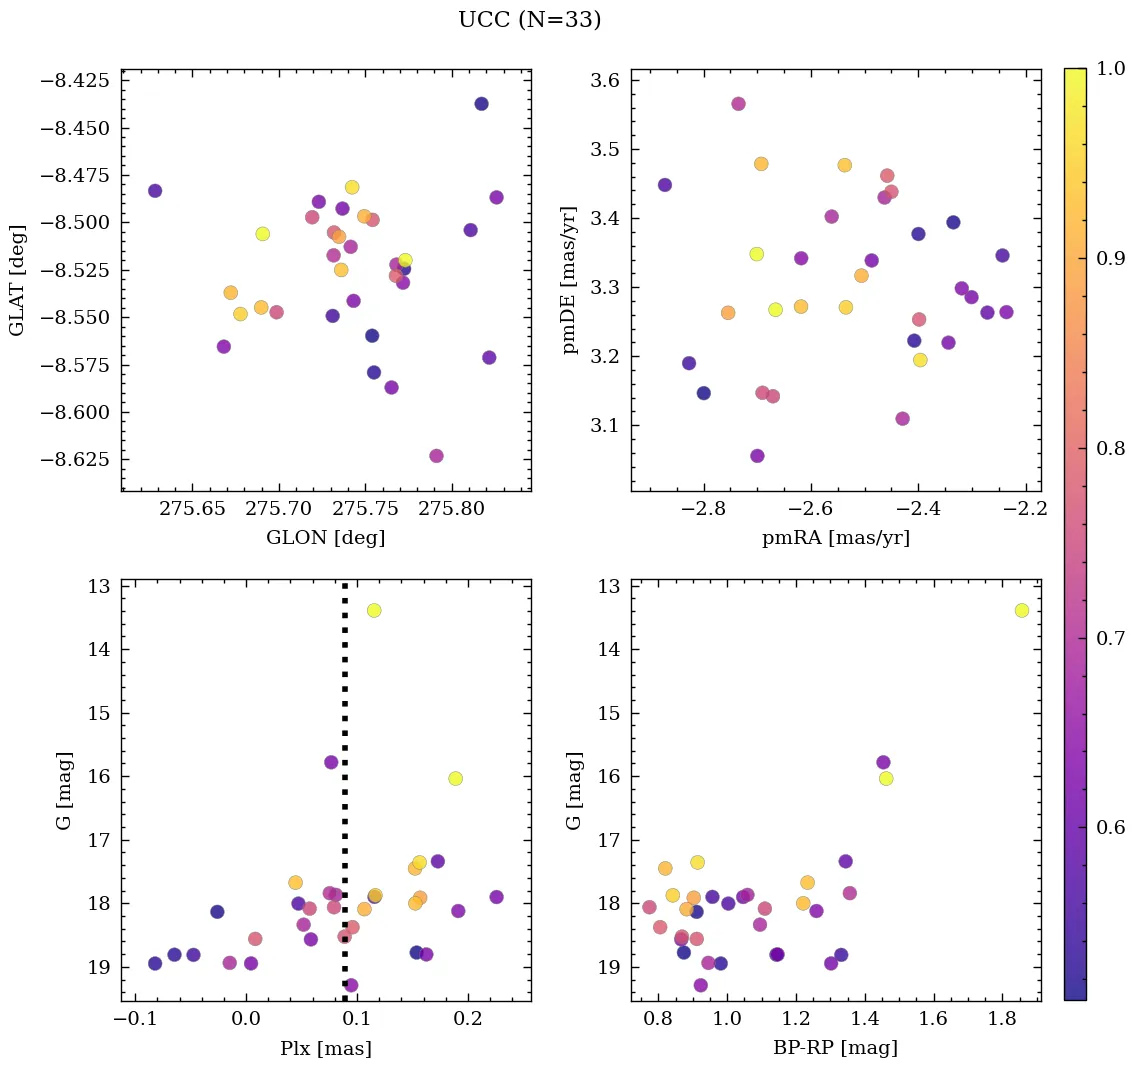 UCC (N=33)
−8.425
−8.450
−8.475
−8.500
−8.525
−8.550
−8.575
−8.600
−8.625
GLAT [deg]
275.65 275.70 275.75 275.80
GLON [deg]
3.6
3.5
3.4
3.3
3.2
3.1
pmDE [mas/yr]
−2.8 −2.6 −2.4 −2.2
pmRA [mas/yr]
1.0
0.9
0.8
0.7
0.6
13
14
15
16
17
18
19
G [mag]
−0.1 0.0 0.1 0.2
Plx [mas]
13
14
15
16
17
18
19
G [mag]
0.8 1.0 1.2 1.4 1.6 1.8
BP-RP [mag]